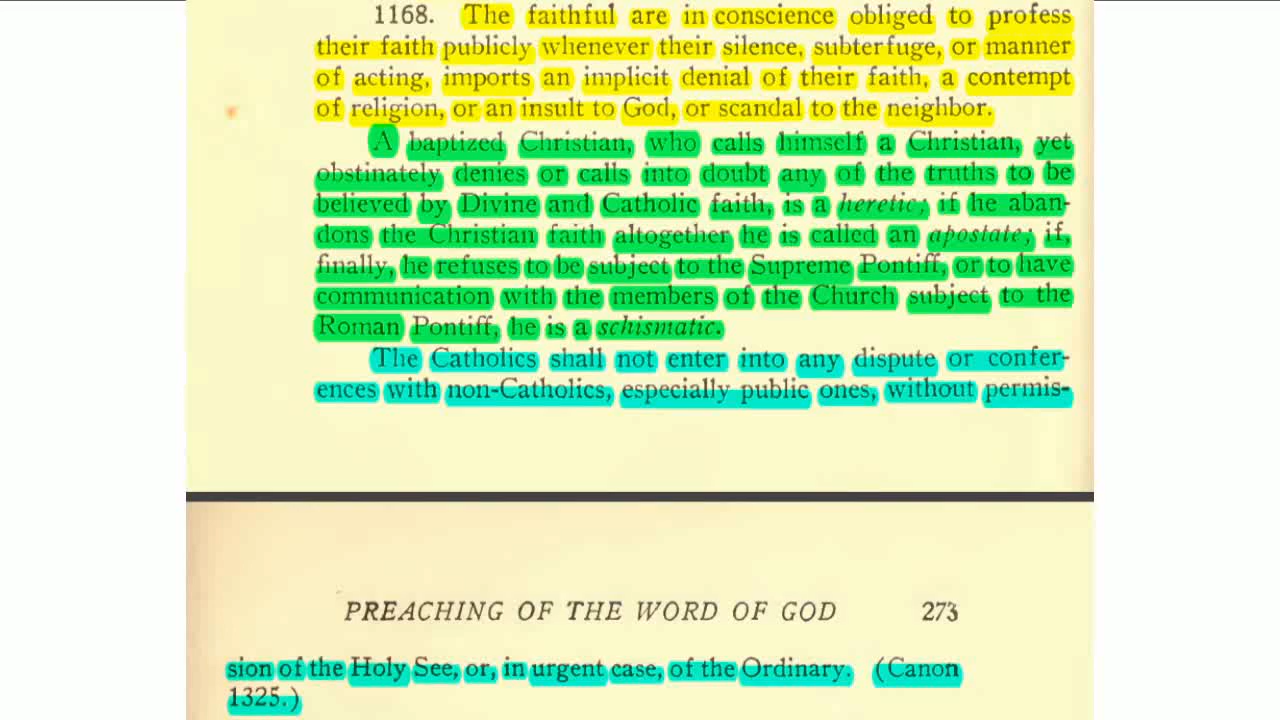 1168. The faithful are in conscience obliged to profess
their faith publicly whenever their silence, subterfuge, or manner
of acting, imports an implicit denial of their faith, a contempt
of religion, or an insult to God, or scandal to the neighbor.
A baptized Christian, who calls himself a Christian, yet
obstinately denies or calls into doubt any of the truths to be
believed by Divine and Catholic faith, is a heretic; if he aban-
dons the Christian faith altogether he is called an apostate; if,
finally, he refuses to be subject to the Supreme Pontiff, or to have
communication with the members of the Church subject to the
Roman Pontiff, he is a schismatic.
The Catholics shall not enter into any dispute or confer-
ences with non-Catholics, especially public ones, without permis-
PREACHING OF THE WORD OF GOD 273
sion of the Holy See, or, in urgent case, of the Ordinary. (Canon
1325.)